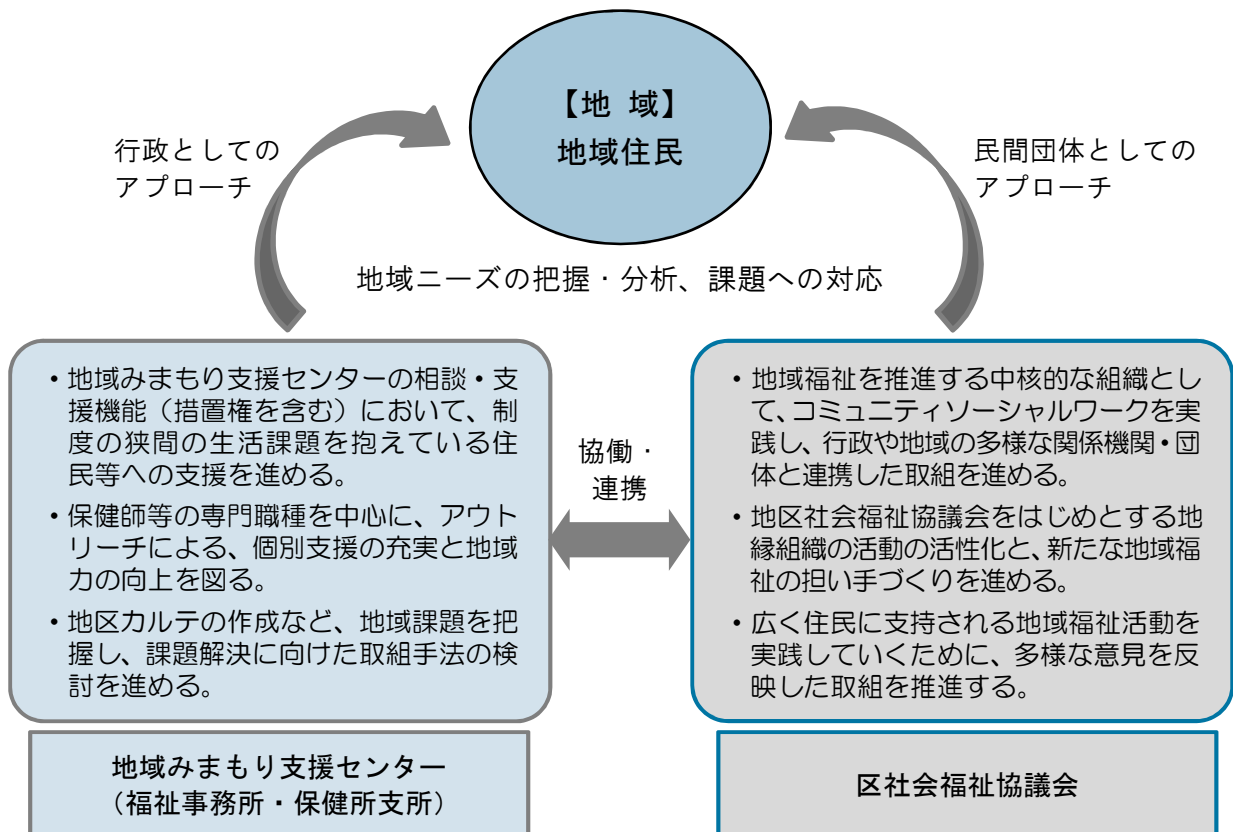 【地 域】
地域住民
行政としての
アプローチ
民間団体としての
アプローチ
地域ニーズの把握・分析、課題への対応
・地域みまもり支援センターの相談・支
援機能（措置権を含む）において、制
度の狭間の生活課題を抱えている住
民等への支援を進める。
・保健師等の専門職種を中心に、アウト
リーチによる、個別支援の充実と地域
力の向上を図る。
・地区カルテの作成など、地域課題を把
握し、課題解決に向けた取組手法の検
討を進める。
協働・
連携
・地域福祉を推進する中核的な組織とし
て、コミュニティソーシャルワークを実
践し、行政や地域の多様な関係機関・団
体と連携した取組を進める。
・地区社会福祉協議会をはじめとする地
縁組織の活動の活性化と、新たな地域福
祉の担い手づくりを進める。
・広く住民に支持される地域福祉活動を
実践していくために、多様な意見を反
映した取組を推進する。
地域みまもり支援センター
（福祉事務所・保健所支所）
区社会福祉協議会